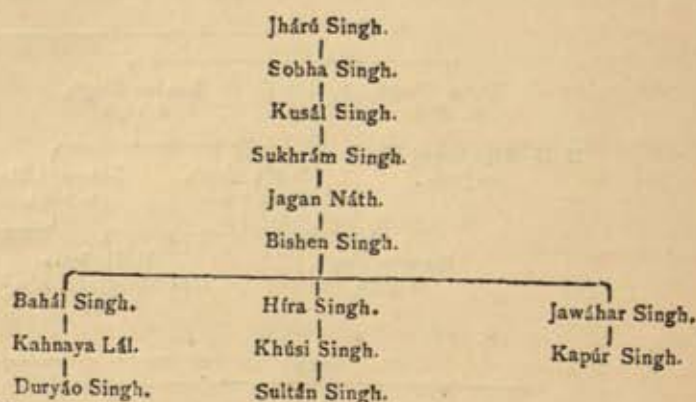 Jhárú Singh.
Sobha Singh.
Kusál Singh.
Sukhrám Singh.
Jagan Náth.
Bishen Singh.
Bahál Singh. Híra Singh. Jawáhar Singh.
Kahnaya Lál. Khúsi Singh. Kapúr Singh.
Duryáo Singh. Sultán Singh.